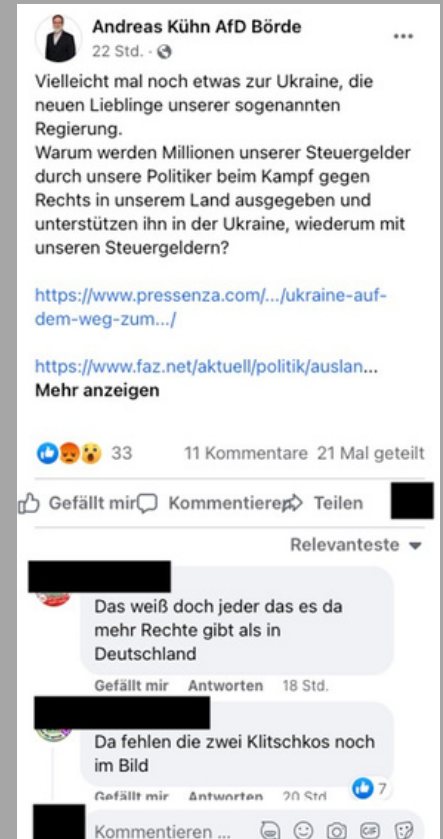 Andreas Kühn AfD Börde
22 Std. ·
Vielleicht mal noch etwas zur Ukraine, die
neuen Lieblinge unserer sogenannten
Regierung.
Warum werden Millionen unserer Steuergelder
durch unsere Politiker beim Kampf gegen
Rechts in unserem Land ausgegeben und
unterstützen ihn in der Ukraine, wiederum mit
unseren Steuergeldern?
https://www.pressenza.com/.../ukraine-auf-
dem-weg-zum.../
https://www.faz.net/aktuell/politik/auslan...
Mehr anzeigen
33 11 Kommentare 21 Mal geteilt
Gefällt mir Kommentieren Teilen
Relevanteste
Das weiß doch jeder das es da
mehr Rechte gibt als in
Deutschland
Gefällt mir Antworten 18 Std.
Da fehlen die zwei Klitschkos noch
im Bild
7
Gefällt mir Antworten 20 Std
Kommentieren ... GIF